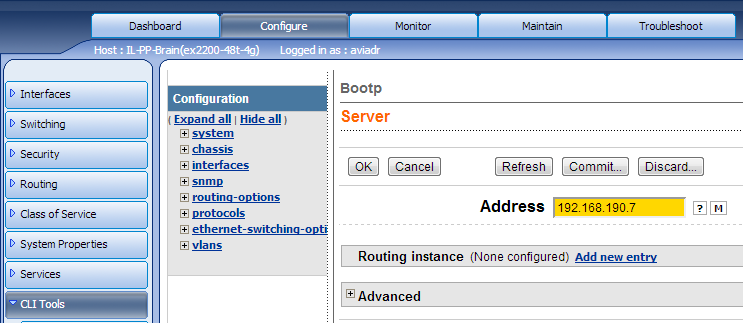 Dashboard Configure Monitor Maintain Troubleshoot
Host : IL-PP-Brain(ex2200-48t-4g) Logged in as : aviadr
Interfaces
Switching
Security
Routing
Class of Service
System Properties
Services
CLI Tools
Configuration
( Expand all | Hide all )
system
chassis
interfaces
snmp
routing-options
protocols
ethernet-switching-opti
vlans
Bootp
Server
OK Cancel Refresh Commit... Discard...
Address 192.168.190.7 ? M
Routing instance (None configured) Add new entry
Advanced